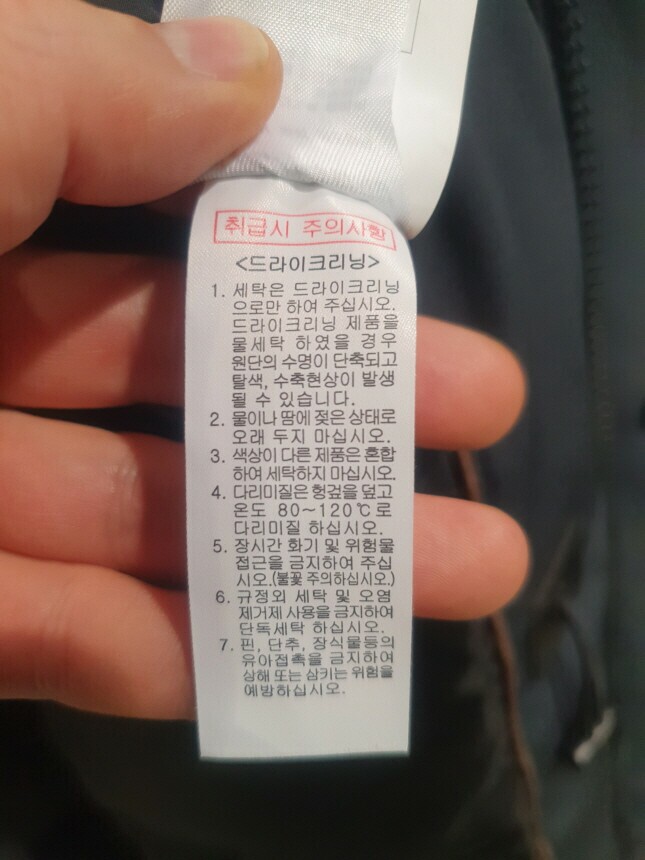 취급시 주의사항
<드라이크리닝>
1. 세탁은 드라이크리닝
으로만 하여 주십시오.
드라이크리닝 제품을
물세탁 하였을 경우
원단의 수명이 단축되고
탈색, 수축현상이 발생
될 수 있습니다.
2. 물이나 땀에 젖은 상태로
오래 두지 마십시오.
3. 색상이 다른 제품은 혼합
하여 세탁하지 마십시오.
4. 다리미질은 헝겊을 덮고
온도 80~120℃로
다리미질 하십시오.
5. 장시간 화기 및 위험물
접근을 금지하여 주십
시오.(불꽃 주의하십시오.)
6. 규정외 세탁 및 오염
제거제 사용을 금지하여
단독세탁 하십시오.
7. 핀, 단추, 장식물등의
유아접촉을 금지하여
상해 또는 삼키는 위험을
예방하십시오.